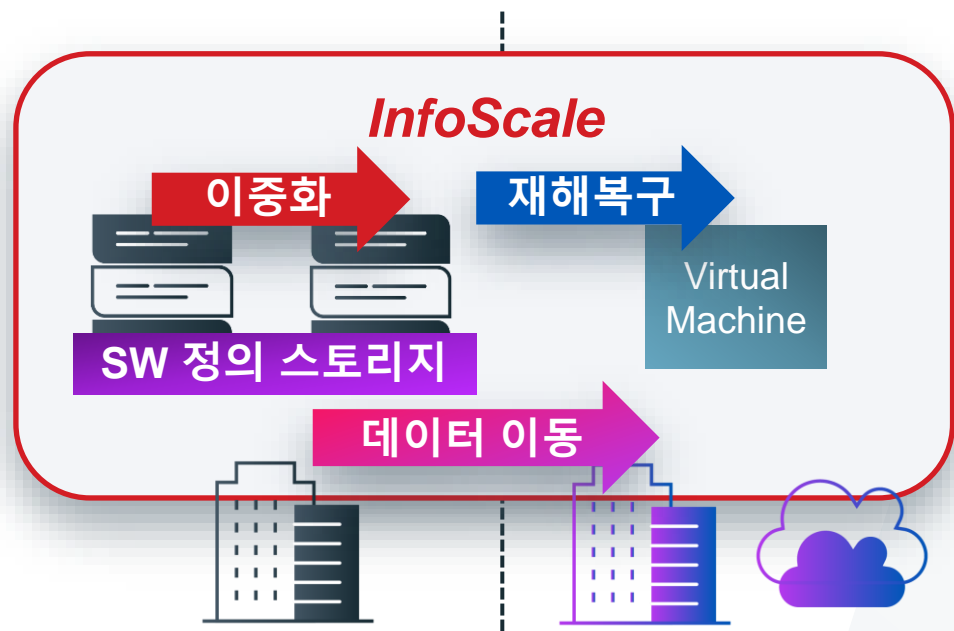 InfoScale
이중화
재해복구
Virtual
Machine
SW 정의 스토리지
데이터 이동